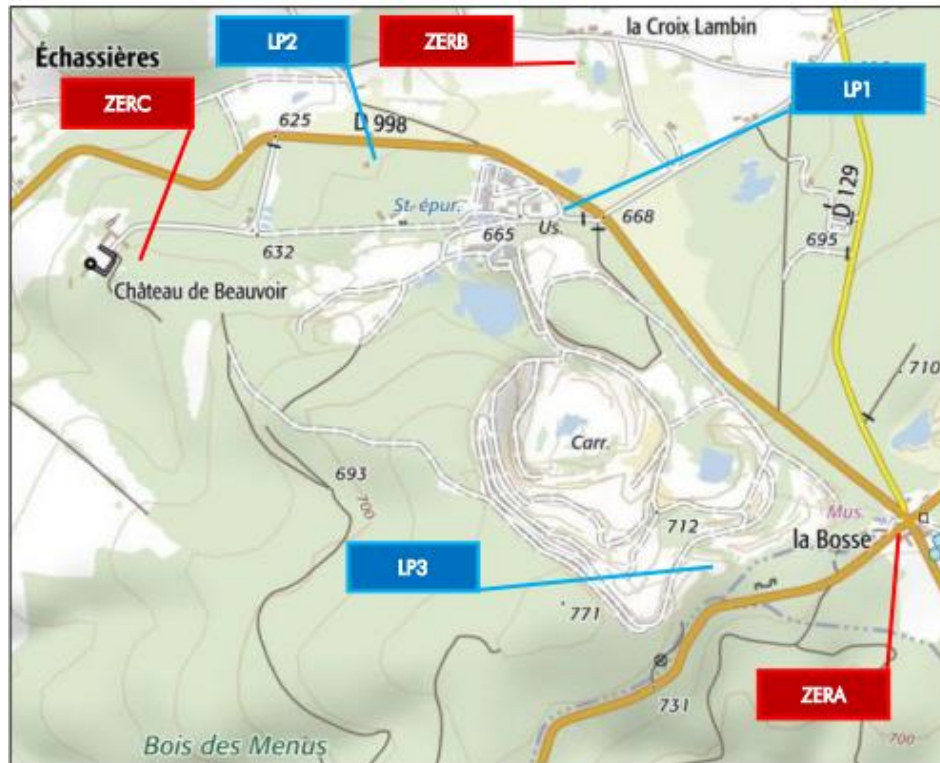 la Croix Lambin
Échassières
LP2
ZERB
LP1
ZERC
625
D 998
D 129
St- épur.
Us.
668
665
632
695
Château de Beauvoir
710
Carr.
693
700
712
Mus.
la Bosse
LP3
771
ZERA
731
700
Bois des Menus